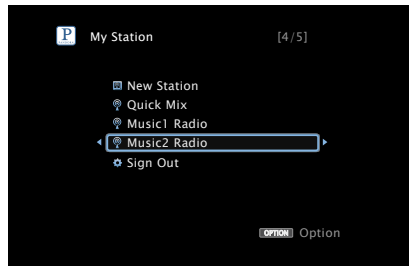 P My Station [4/5]
New Station
Quick Mix
Music1 Radio
Music2 Radio
Sign Out
OPTION Option